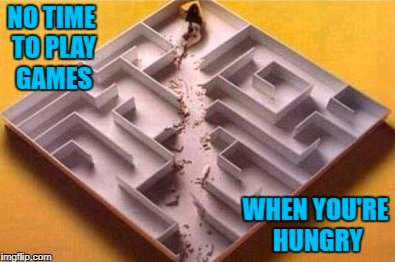 NO TIME
TO PLAY
GAMES
WHEN YOU'RE
HUNGRY
imgflip.com